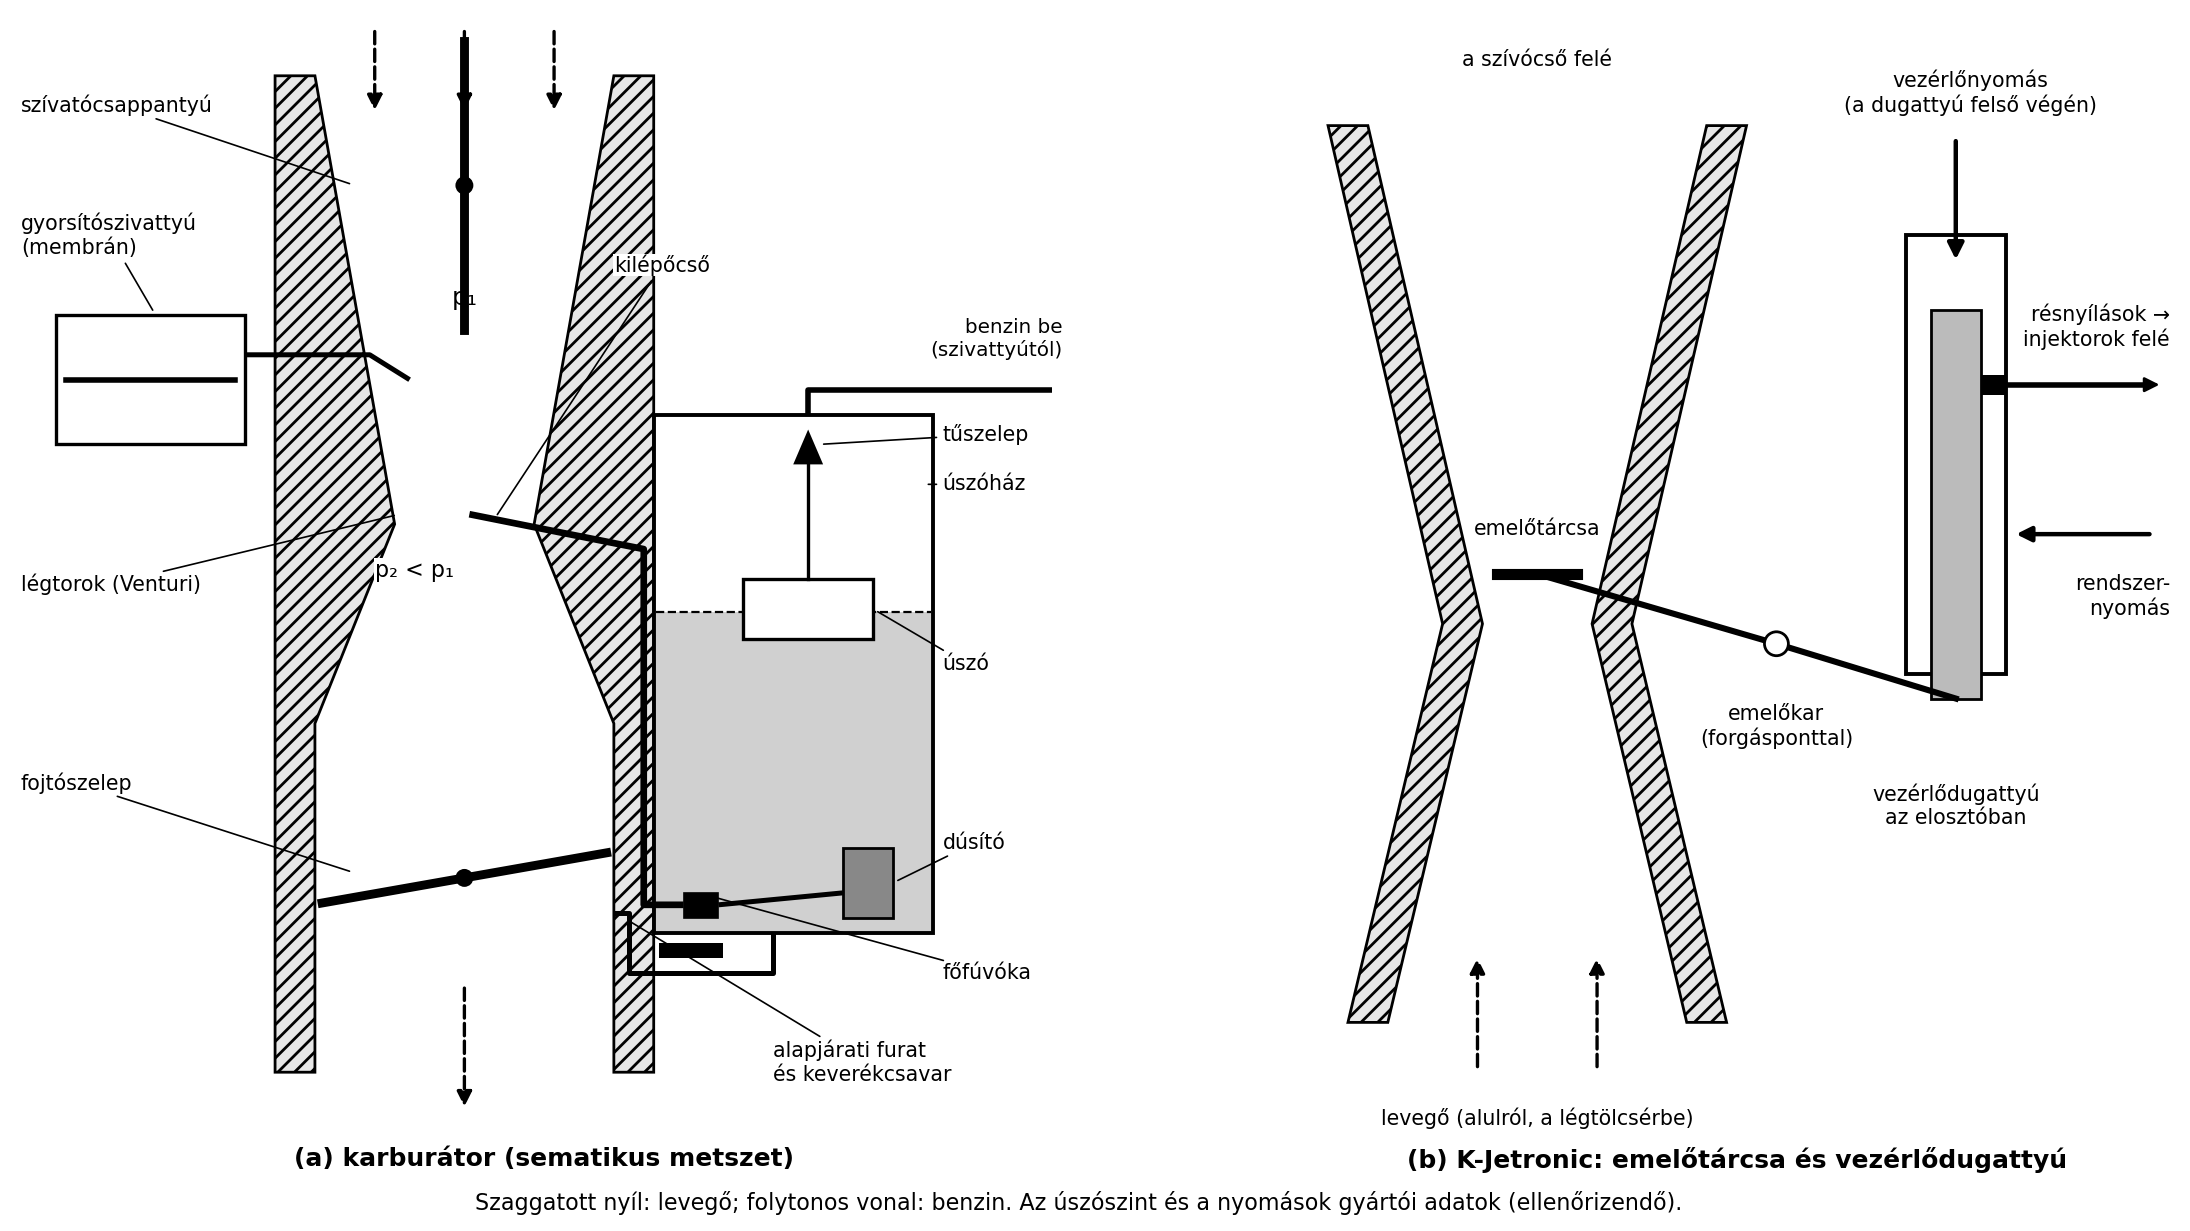 szívatócsappantyú
gyorsítószivattyú
(membrán)
p₁
kilépőcső
benzin be
(szivattyútól)
tűszelep
úszóház
légtorok (Venturi)
p₂ < p₁
úszó
fojtószelep
dúsító
főfúvóka
alapjárati furat
és keverékcsavar
(a) karburátor (sematikus metszet)
a szívócső felé
vezérlőnyomás
(a dugattyú felső végén)
résnyílások →
injektorok felé
emelőtárcsa
rendszer-
nyomás
emelőkar
(forgásponttal)
vezérlődugattyú
az elosztóban
levegő (alulról, a légtölcsérbe)
(b) K-Jetronic: emelőtárcsa és vezérlődugattyú
Szaggatott nyíl: levegő; folytonos vonal: benzin. Az úszószint és a nyomások gyártói adatok (ellenőrizendő).